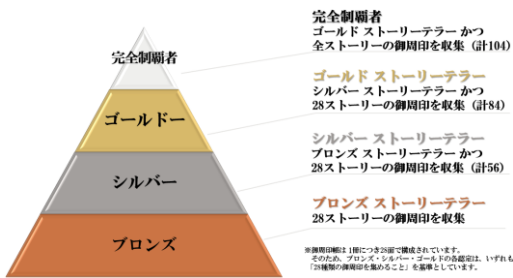 完全制覇者
ゴールドー
シルバー
ブロンズ
完全制覇者
ゴールド ストーリーテラー かつ
全ストーリーの御周印を収集（計104）
ゴールド ストーリーテラー
シルバー ストーリーテラー かつ
28ストーリーの御周印を収集（計84）
シルバー ストーリーテラー
ブロンズ ストーリーテラー かつ
28ストーリーの御周印を収集（計56）
ブロンズ ストーリーテラー
28ストーリーの御周印を収集
※御周印帳は1冊につき28面で構成されています。
そのため、ブロンズ・シルバー・ゴールドの各認定は、いずれも
「28種類の御周印を集めること」を基準としています。